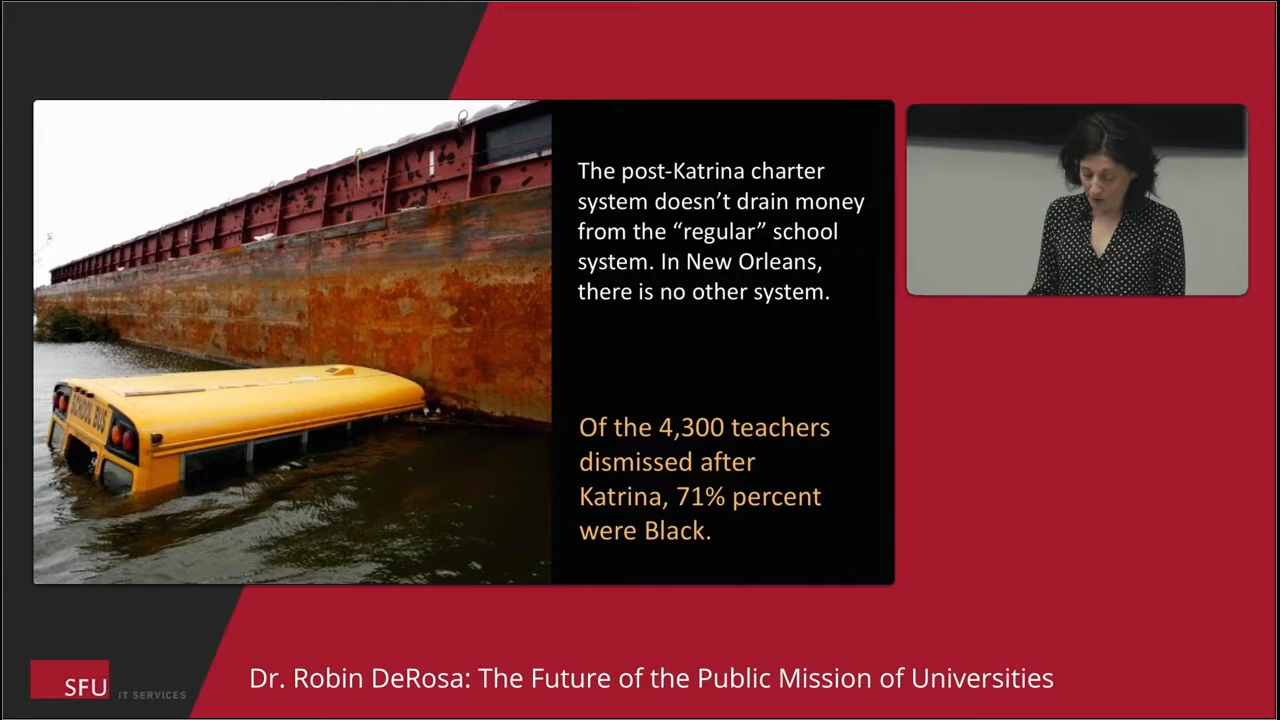 The post-Katrina charter
system doesn’t drain money
from the “regular” school
system. In New Orleans,
there is no other system.
Of the 4,300 teachers
dismissed after
Katrina, 71% percent
were Black.
SCHOOL BUS
SFU IT SERVICES
Dr. Robin DeRosa: The Future of the Public Mission of Universities